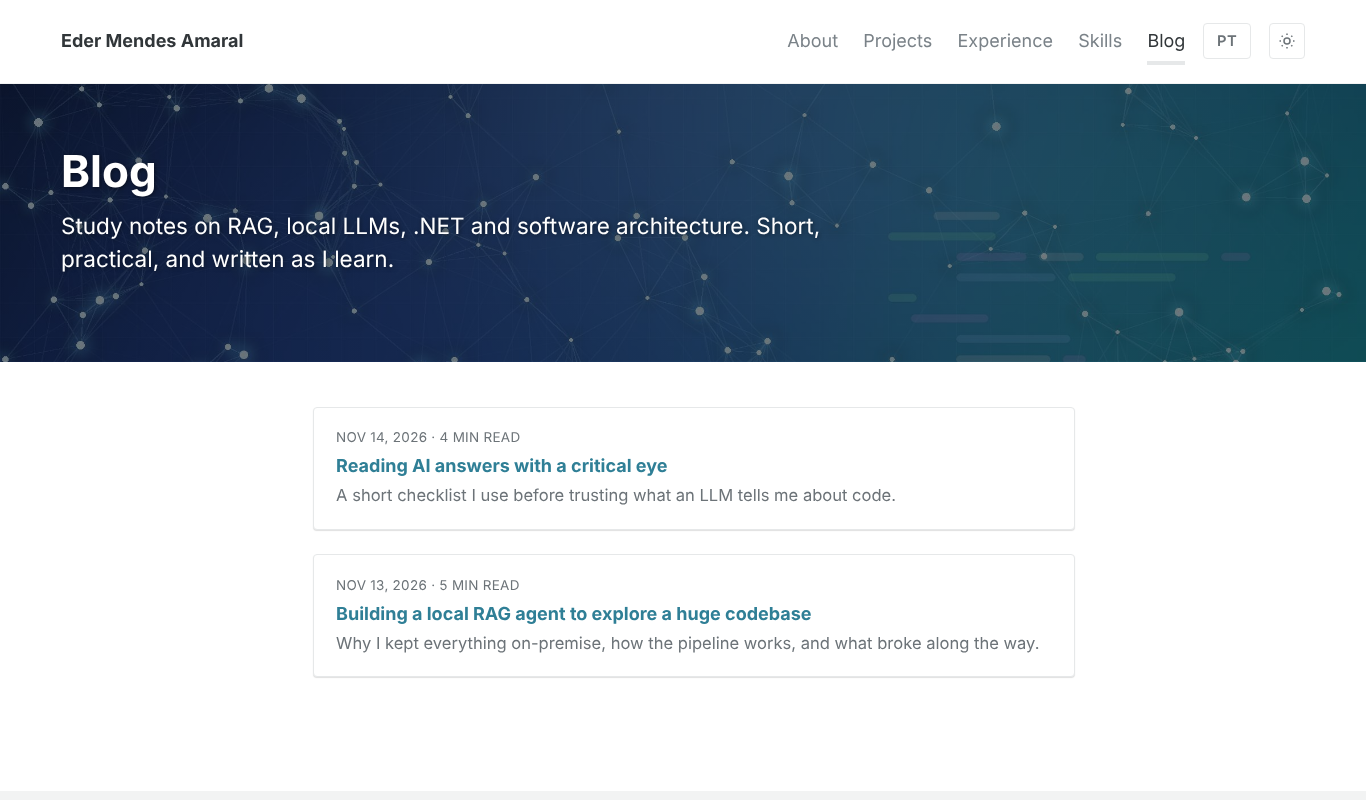 Eder Mendes Amaral
About Projects Experience Skills Blog PT
Blog
Study notes on RAG, local LLMs, .NET and software architecture. Short,
practical, and written as I learn.
NOV 14, 2026 · 4 MIN READ
Reading AI answers with a critical eye
A short checklist I use before trusting what an LLM tells me about code.
NOV 13, 2026 · 5 MIN READ
Building a local RAG agent to explore a huge codebase
Why I kept everything on-premise, how the pipeline works, and what broke along the way.